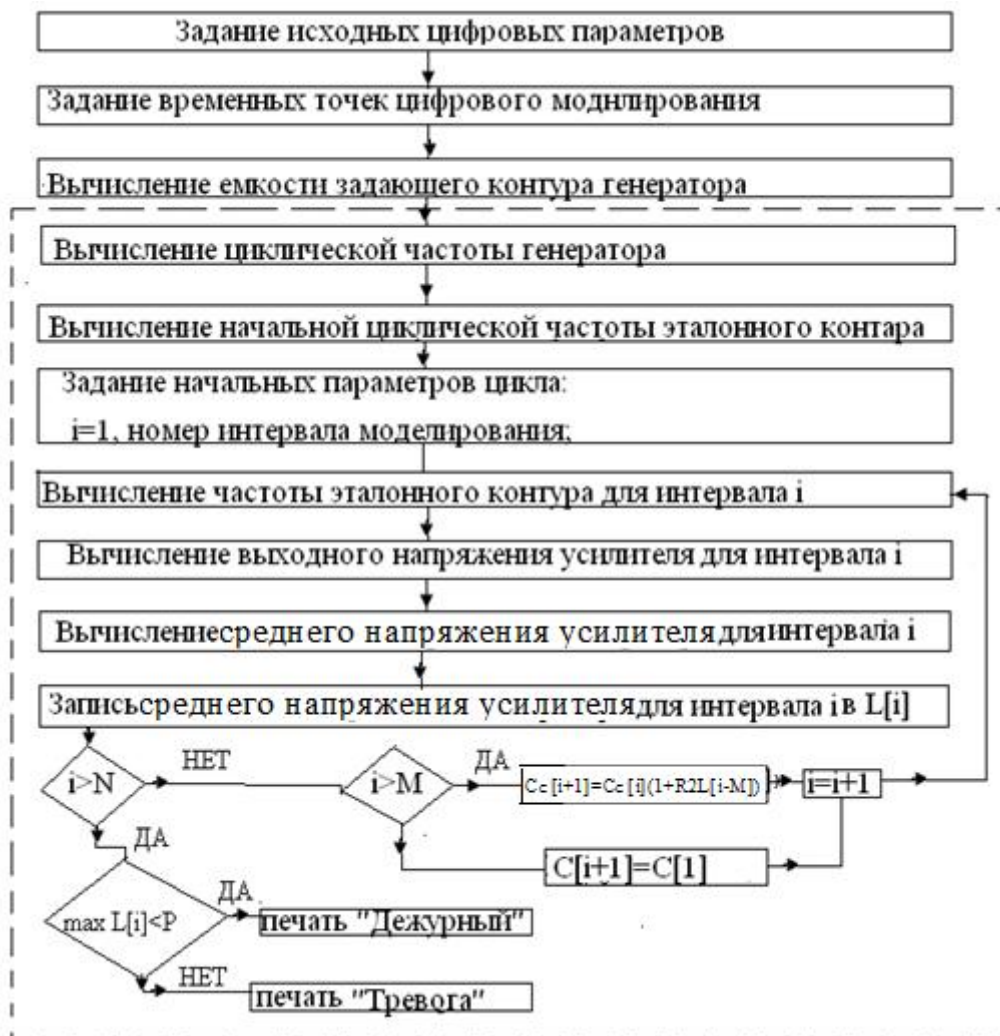 Задание исходных цифровых параметров
Задание временных точек цифрового моднлирования
Вычисление емкости задающего контура генератора
Вычисление циклической частоты генератора
Вычисление начальной циклической частоты эталонного контара
Задание начальных параметров цикла:
i=1, номер интервала моделирования;
Вычисление частоты эталонного контура для интервала i
Вычисление выходного напряжения усилителя для интервала i
Вычислениесреднего напряжения усилителядляинтервала i
Записьсреднего напряжения усилителядля интервала i в L[i]
i>N
НЕТ
i>M
ДА
Cc[i+1]=Cc[i](1+R2L[i-M])
i=i+1
ДА
C[i+1]=C[1]
max L[i]<P
ДА
печать "Дежурный"
НЕТ
печать "Тревога"